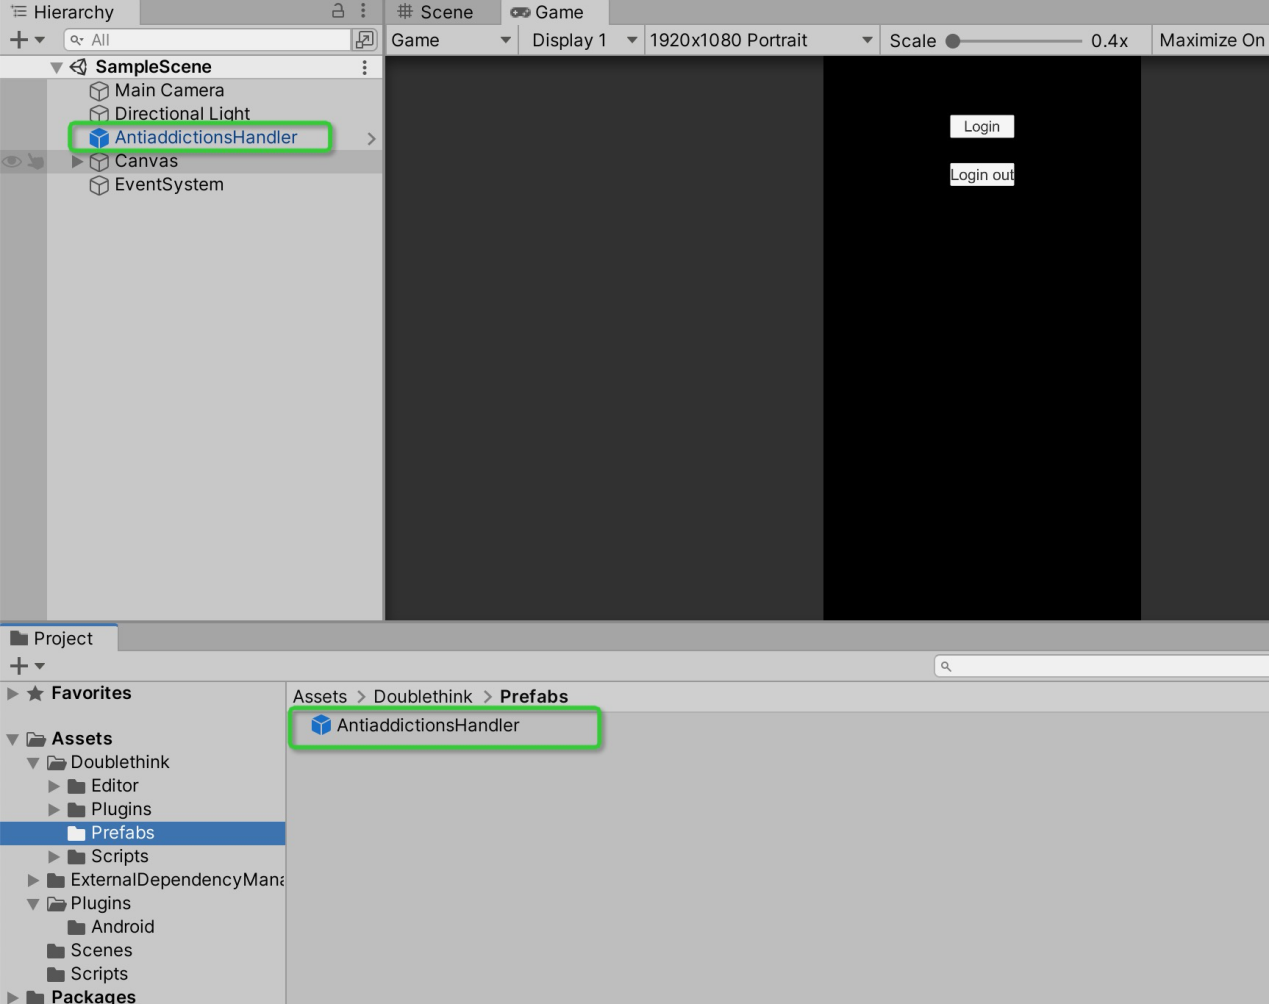 Hierarchy
All
SampleScene
Main Camera
Directional Light
AntiaddictionsHandler
Canvas
EventSystem
Scene
Game
Game
Display 1
1920x1080 Portrait
Scale
0.4x
Maximize On
Login
Login out
Project
Favorites
Assets
Doublethink
Editor
Plugins
Prefabs
Scripts
ExternalDependencyMana
Plugins
Android
Scenes
Scripts
Packages
Assets > Doublethink > Prefabs
AntiaddictionsHandler